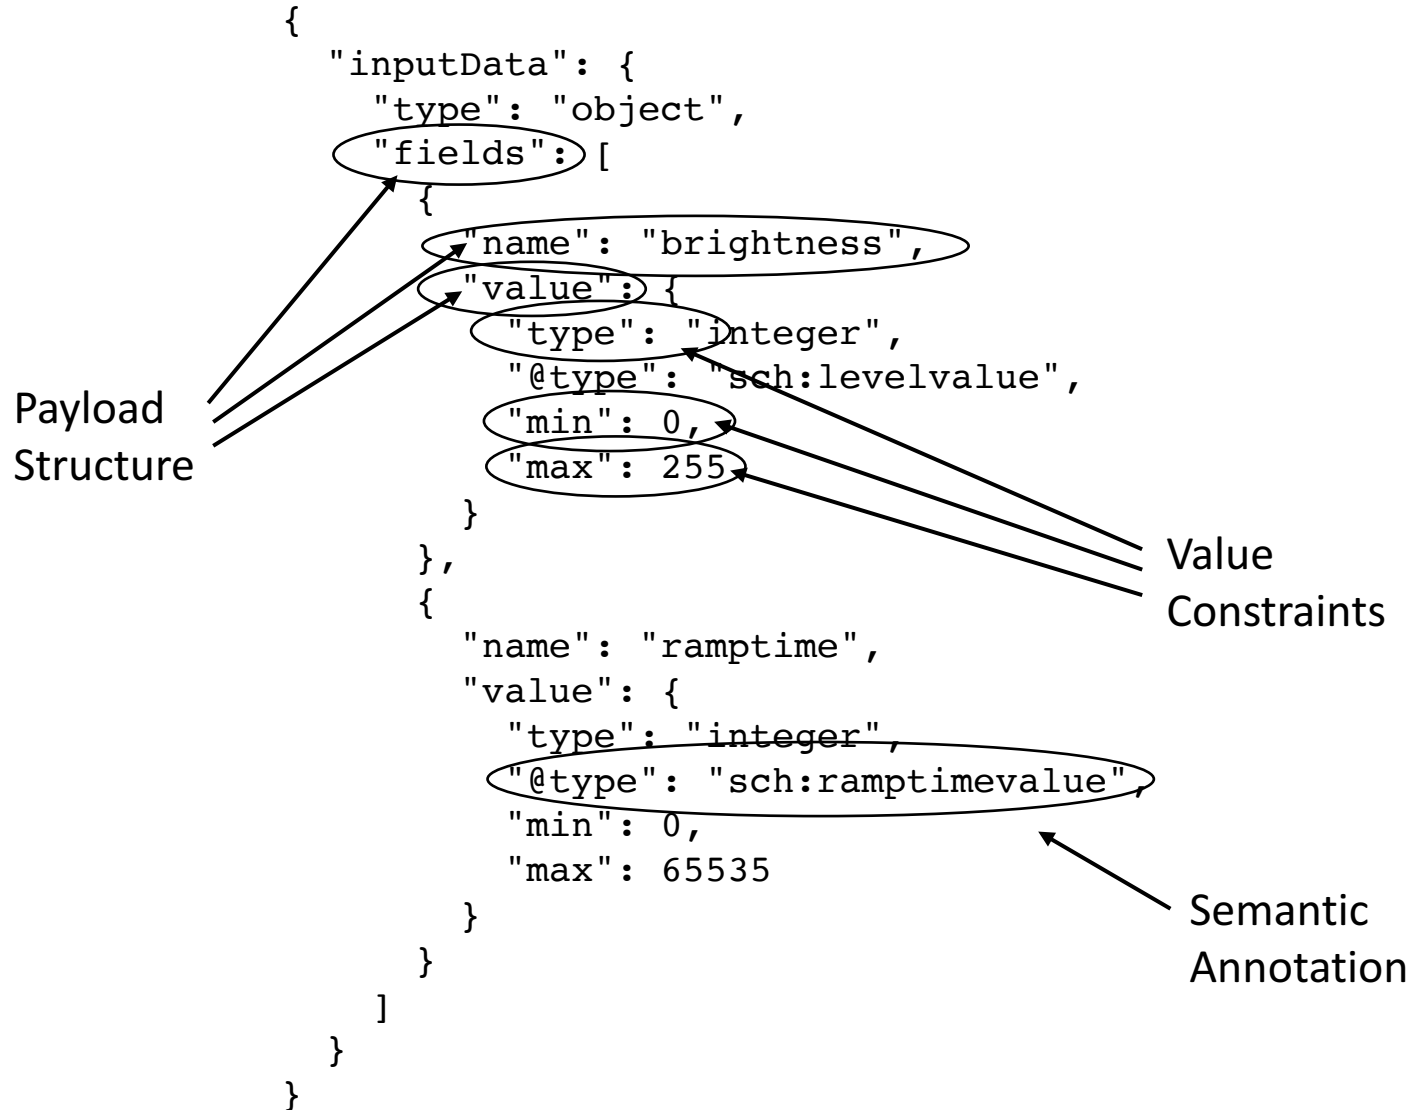 {
"inputData": {
"type": "object",
"fields": [
{
"name": "brightness",
"value": {
"type": "integer",
"@type": "sch:levelvalue",
"min": 0,
"max": 255
}
},
{
"name": "ramptime",
"value": {
"type": "integer",
"@type": "sch:ramptimevalue",
"min": 0,
"max": 65535
}
}
]
}
}
Payload
Structure
Value
Constraints
Semantic
Annotation